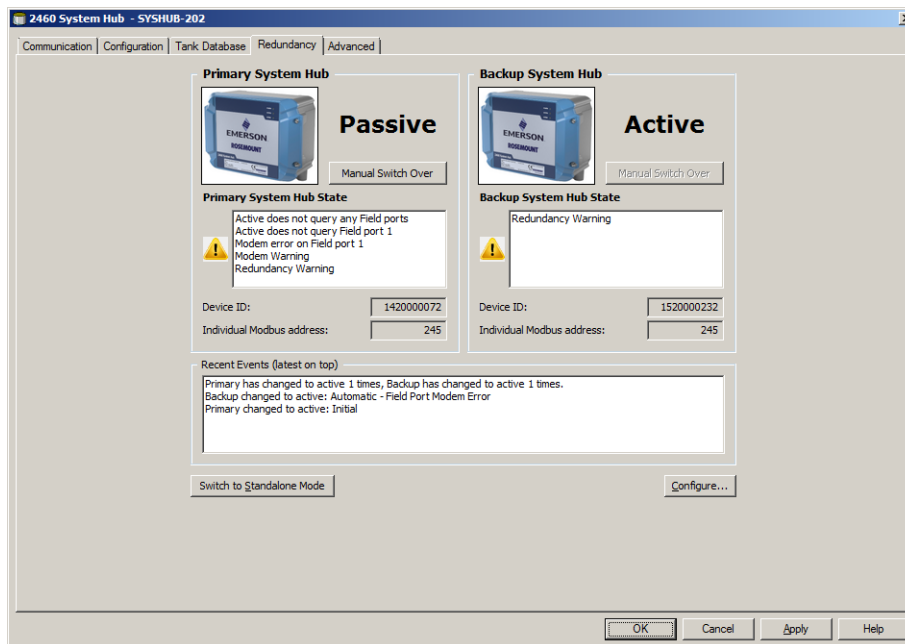 2460 System Hub - SYSHUB-202
Communication Configuration Tank Database Redundancy Advanced
Primary System Hub
EMERSON
ROSEMOUNT
Passive
Manual Switch Over
Primary System Hub State
Active does not query any Field ports
Active does not query Field port 1
Modem error on Field port 1
Modem Warning
Redundancy Warning
Device ID: 1420000072
Individual Modbus address: 245
Backup System Hub
EMERSON
ROSEMOUNT
Active
Manual Switch Over
Backup System Hub State
Redundancy Warning
Device ID: 1520000232
Individual Modbus address: 245
Recent Events (latest on top)
Primary has changed to active 1 times, Backup has changed to active 1 times.
Backup changed to active: Automatic - Field Port Modem Error
Primary changed to active: Initial
Switch to Standalone Mode Configure...
OK Cancel Apply Help